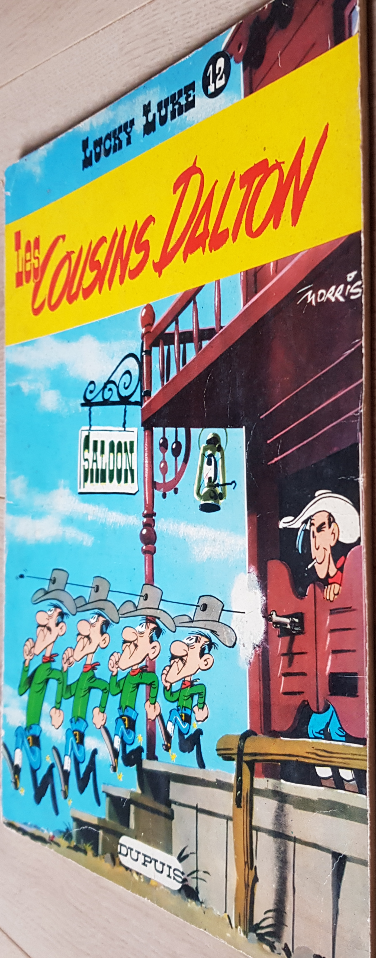 LUCKY LUKE 12
LES COUSINS DALTON
MORRIS
SALOON
DUPUIS